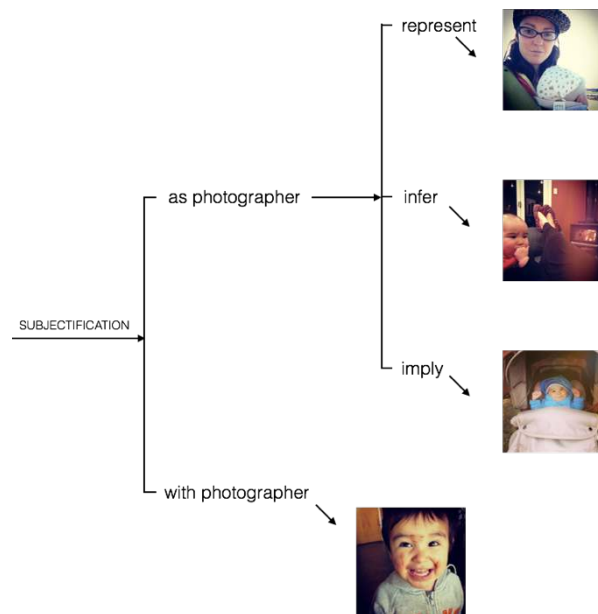 represent
as photographer
infer
SUBJECTIFICATION
imply
with photographer